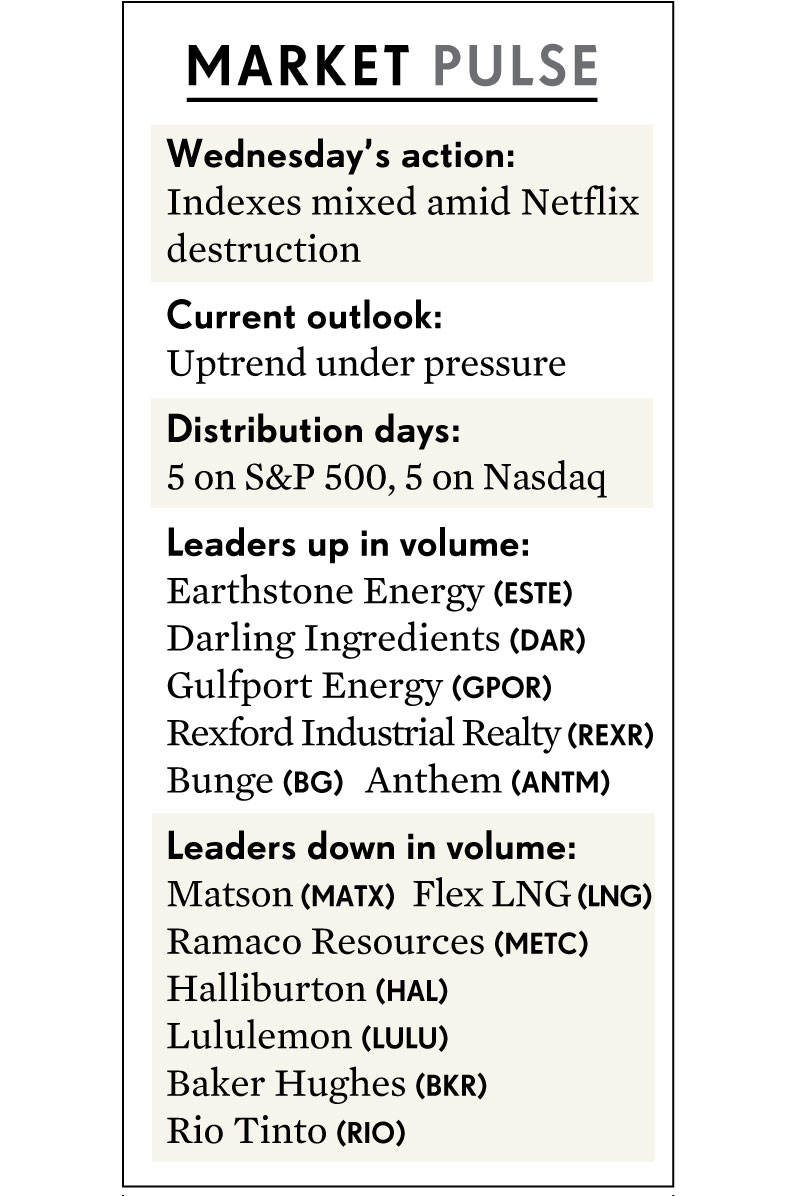 MARKET PULSE
Wednesday’s action:
Indexes mixed amid Netflix
destruction
Current outlook:
Uptrend under pressure
Distribution days:
5 on S&P 500, 5 on Nasdaq
Leaders up in volume:
Earthstone Energy (ESTE)
Darling Ingredients (DAR)
Gulfport Energy (GPOR)
Rexford Industrial Realty (REXR)
Bunge (BG) Anthem (ANTM)
Leaders down in volume:
Matson (MATX) Flex LNG (LNG)
Ramaco Resources (METC)
Halliburton (HAL)
Lululemon (LULU)
Baker Hughes (BKR)
Rio Tinto (RIO)